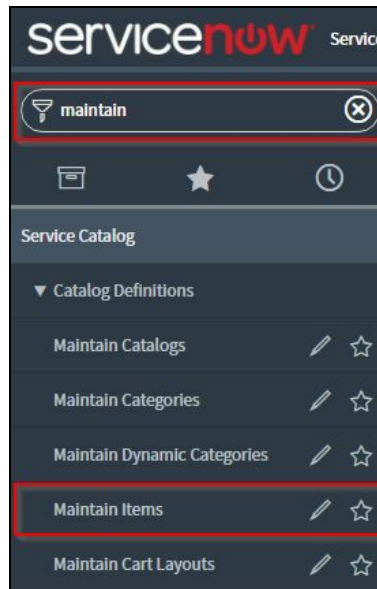 servicenow Servic
maintain
Service Catalog
▼ Catalog Definitions
Maintain Catalogs
Maintain Categories
Maintain Dynamic Categories
Maintain Items
Maintain Cart Layouts